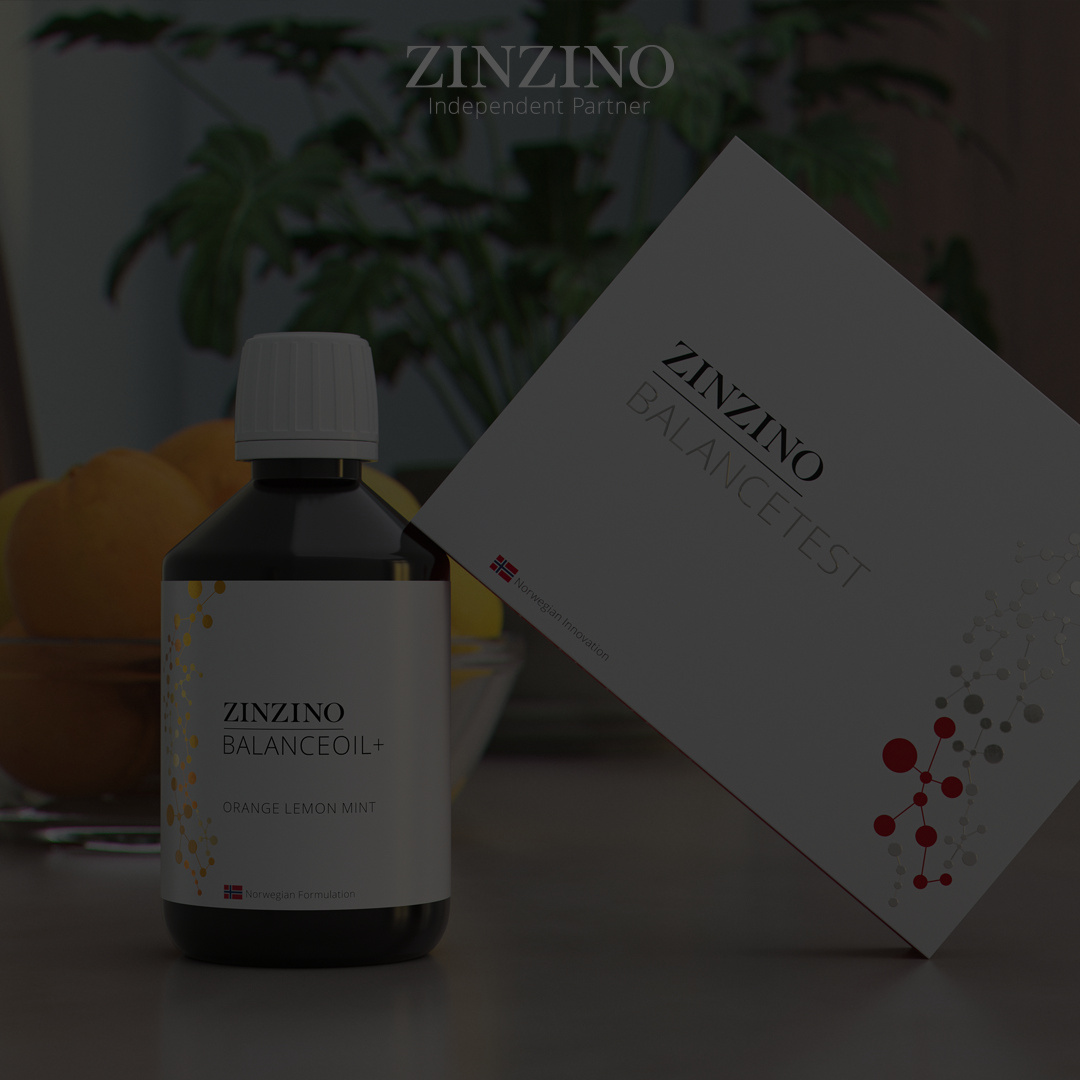 ZINZINO
Independent Partner
ZINZINO
BALANCETEST
Norwegian Innovation
ZINZINO
BALANCEOIL+
ORANGE LEMON MINT
Norwegian Formulation